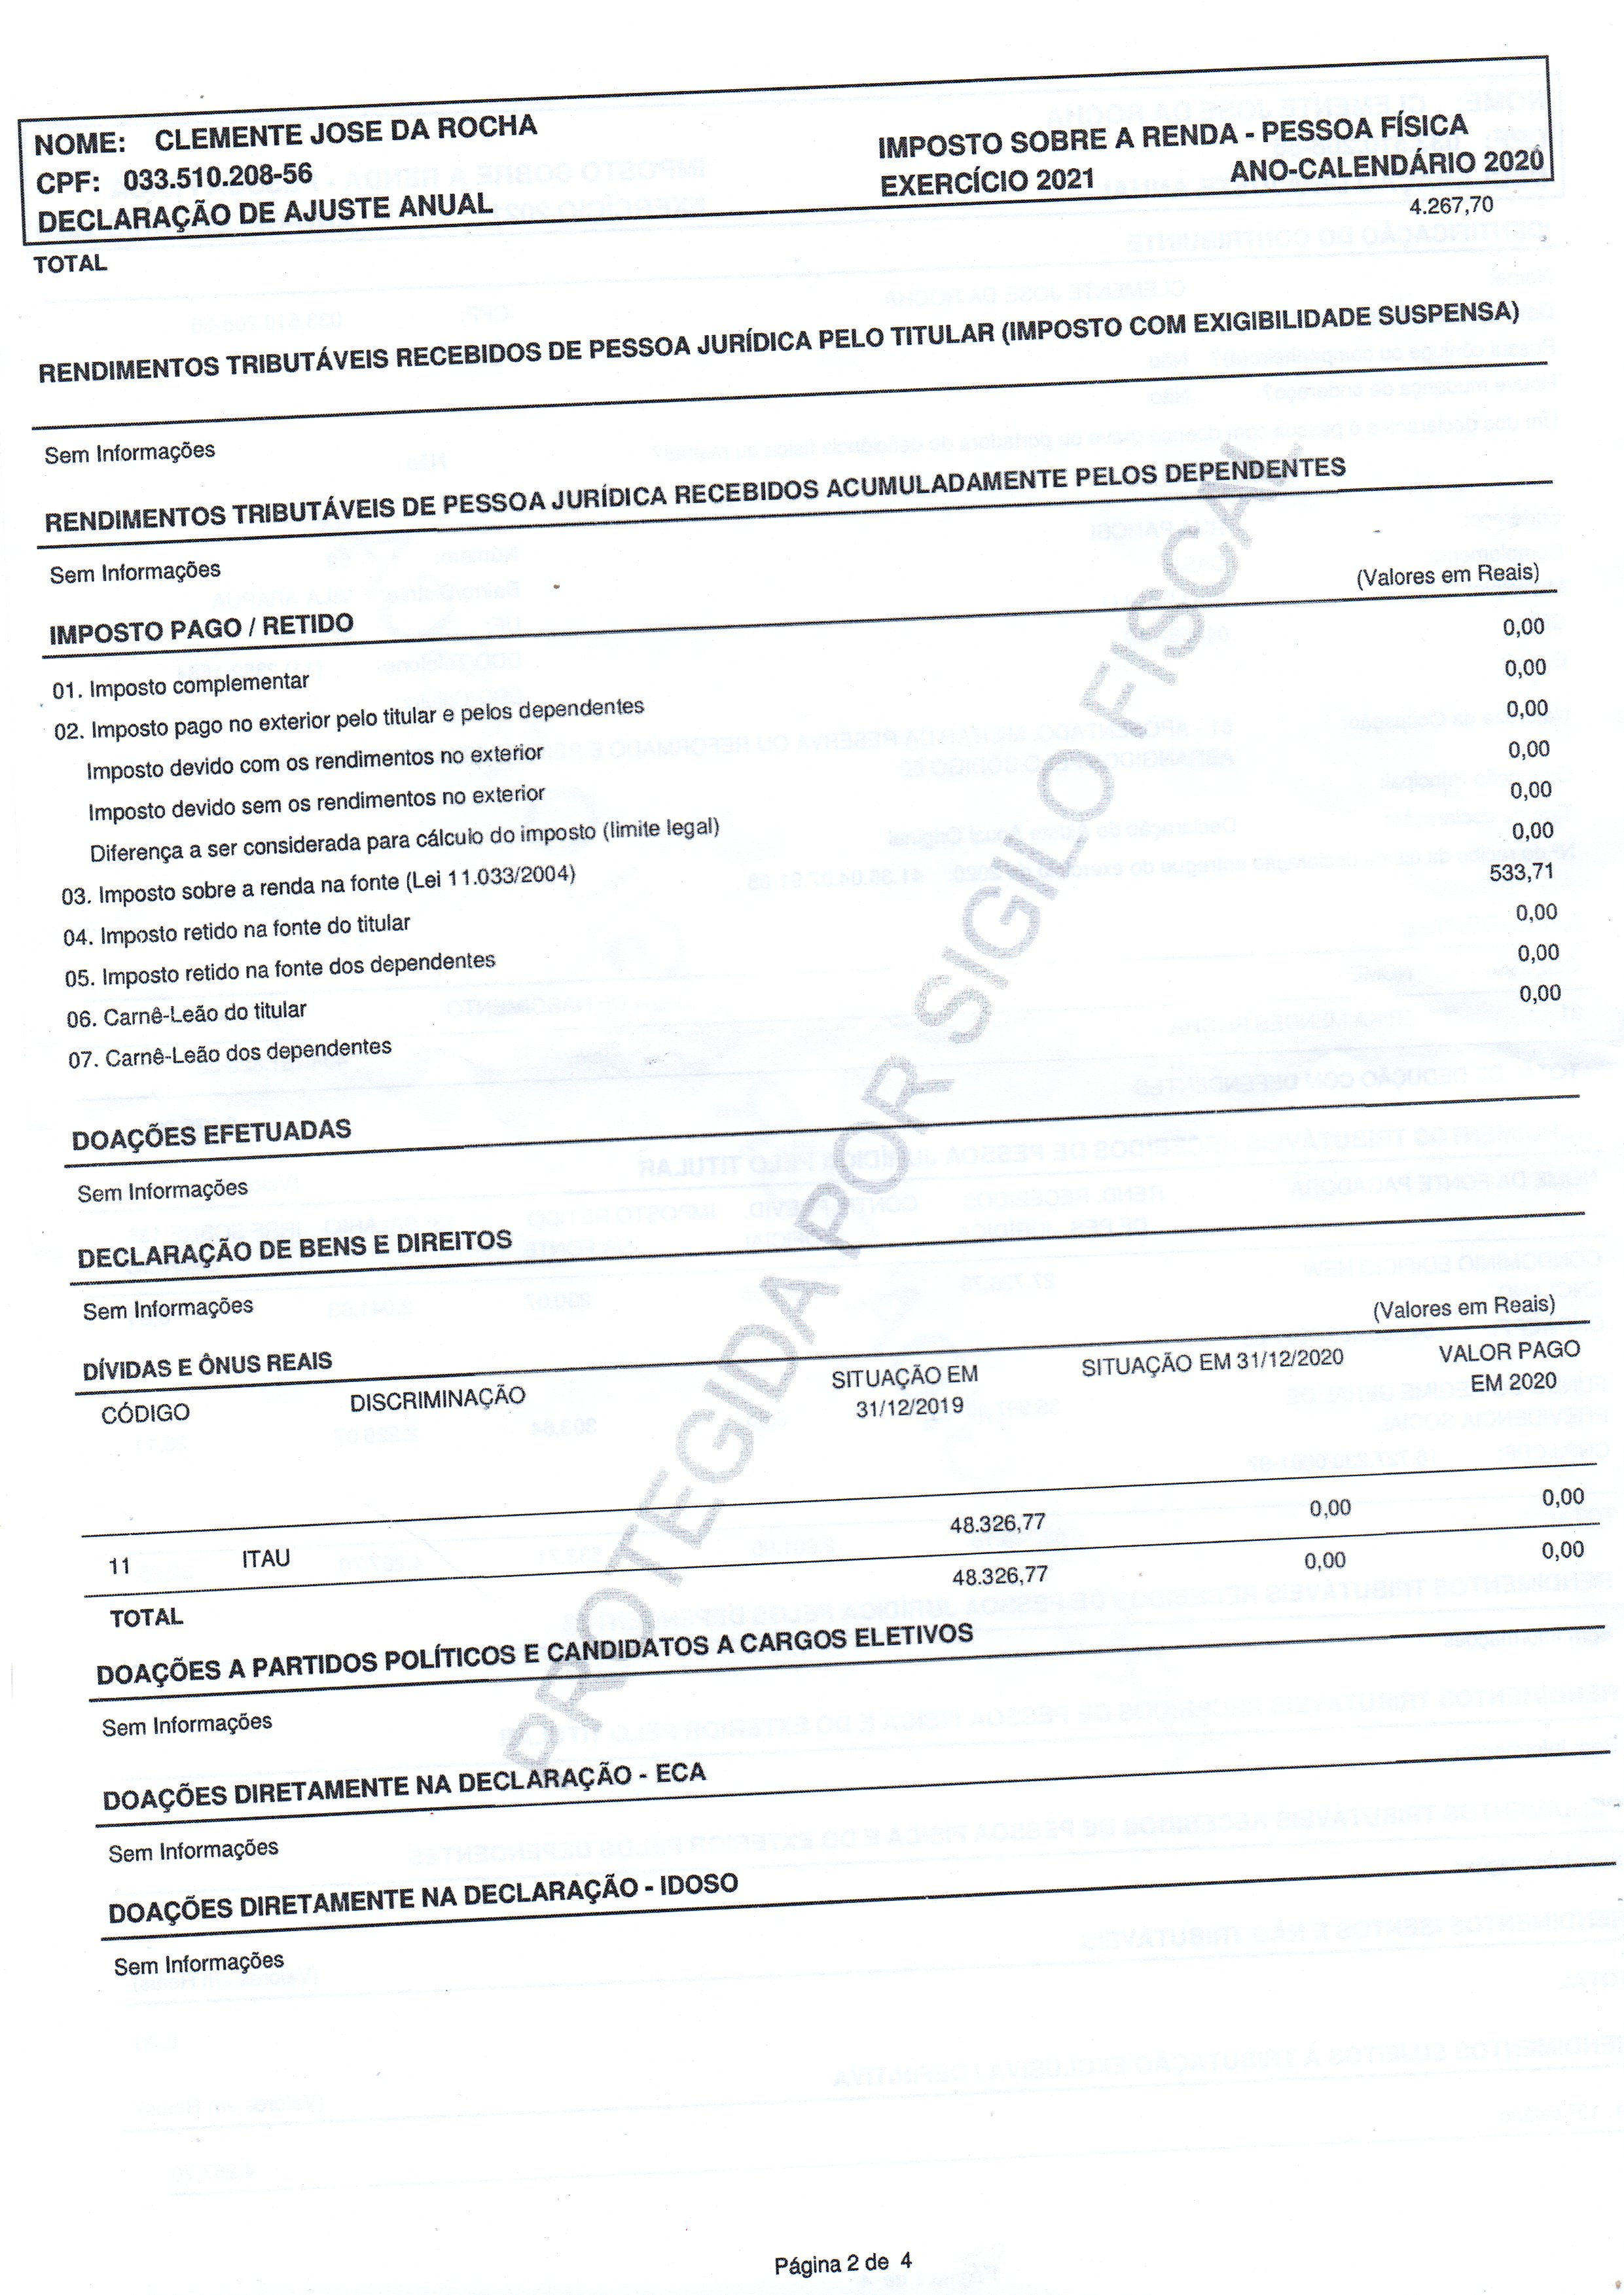 NOME: CLEMENTE JOSE DA ROCHA
CPF: 033.510.208-56
DECLARAÇÃO DE AJUSTE ANUAL
IMPOSTO SOBRE A RENDA - PESSOA FÍSICA
EXERCÍCIO 2021 ANO-CALENDÁRIO 2020
TOTAL 4.267,70
RENDIMENTOS TRIBUTÁVEIS RECEBIDOS DE PESSOA JURÍDICA PELO TITULAR (IMPOSTO COM EXIGIBILIDADE SUSPENSA)
Sem Informações
RENDIMENTOS TRIBUTÁVEIS DE PESSOA JURÍDICA RECEBIDOS ACUMULADAMENTE PELOS DEPENDENTES
Sem Informações
IMPOSTO PAGO / RETIDO (Valores em Reais)
01. Imposto complementar 0,00
02. Imposto pago no exterior pelo titular e pelos dependentes 0,00
Imposto devido com os rendimentos no exterior 0,00
Imposto devido sem os rendimentos no exterior 0,00
Diferença a ser considerada para cálculo do imposto (limite legal) 0,00
03. Imposto sobre a renda na fonte (Lei 11.033/2004) 0,00
04. Imposto retido na fonte do titular 533,71
05. Imposto retido na fonte dos dependentes 0,00
06. Carnê-Leão do titular 0,00
07. Carnê-Leão dos dependentes 0,00
DOAÇÕES EFETUADAS
Sem Informações
DECLARAÇÃO DE BENS E DIREITOS
Sem Informações
DÍVIDAS E ÔNUS REAIS (Valores em Reais)
CÓDIGO DISCRIMINAÇÃO SITUAÇÃO EM SITUAÇÃO EM 31/12/2020 VALOR PAGO
31/12/2019 EM 2020
11 ITAU 48.326,77 0,00 0,00
TOTAL 48.326,77 0,00 0,00
DOAÇÕES A PARTIDOS POLÍTICOS E CANDIDATOS A CARGOS ELETIVOS
Sem Informações
DOAÇÕES DIRETAMENTE NA DECLARAÇÃO - ECA
Sem Informações
DOAÇÕES DIRETAMENTE NA DECLARAÇÃO - IDOSO
Sem Informações
PROTEGIDA POR SIGILO FISCAL
Página 2 de 4